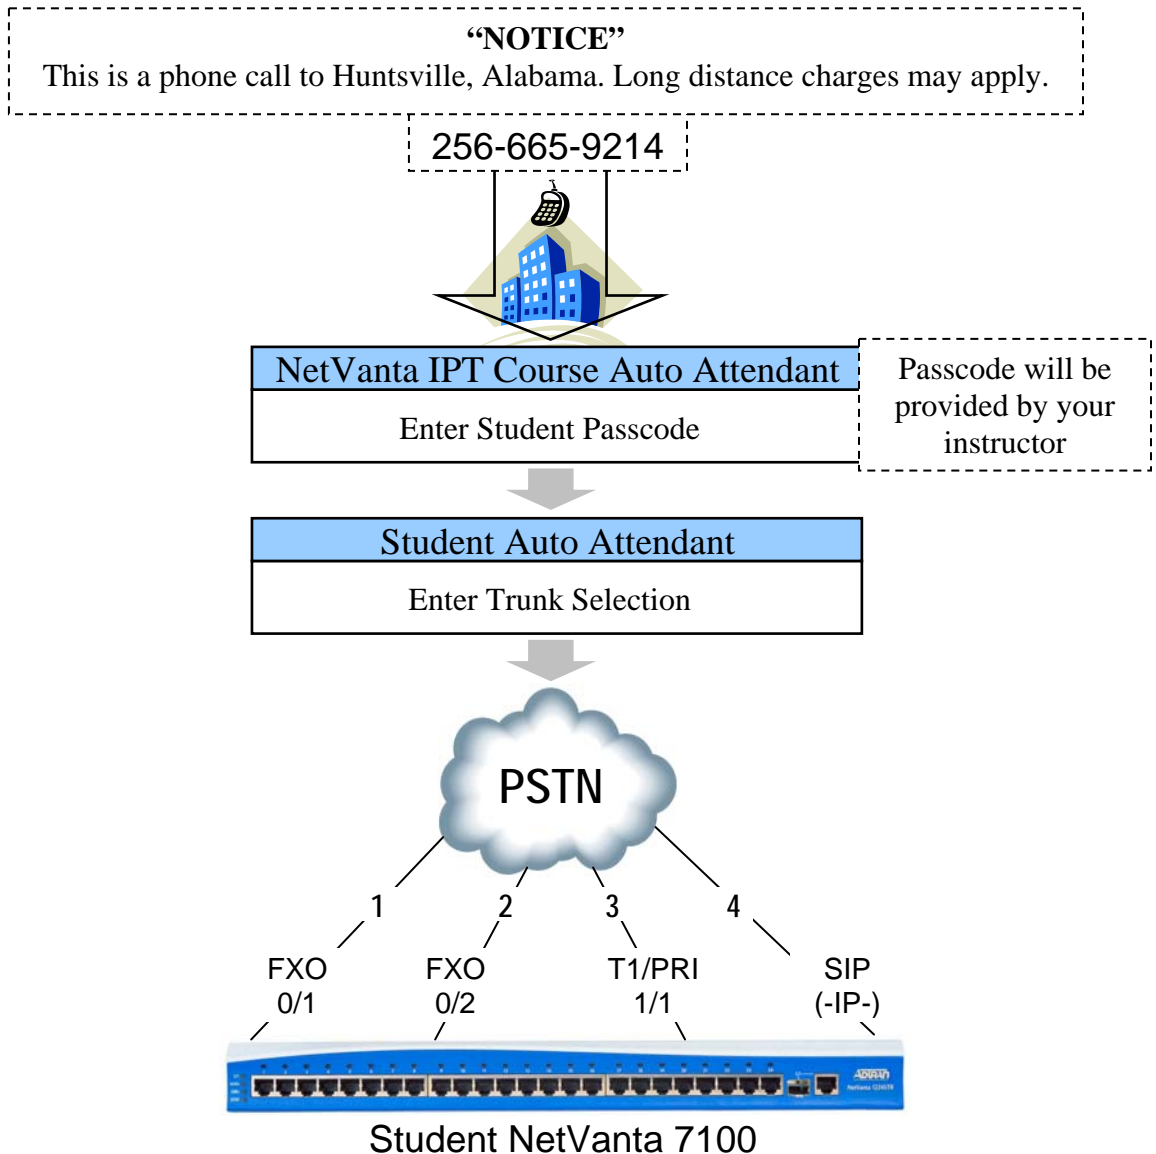 “NOTICE”
This is a phone call to Huntsville, Alabama. Long distance charges may apply.
256-665-9214
NetVanta IPT Course Auto Attendant
Enter Student Passcode
Passcode will be
provided by your
instructor
Student Auto Attendant
Enter Trunk Selection
PSTN
1
2
3
4
FXO
0/1
FXO
0/2
T1/PRI
1/1
SIP
(-IP-)
ADTRAN
Student NetVanta 7100